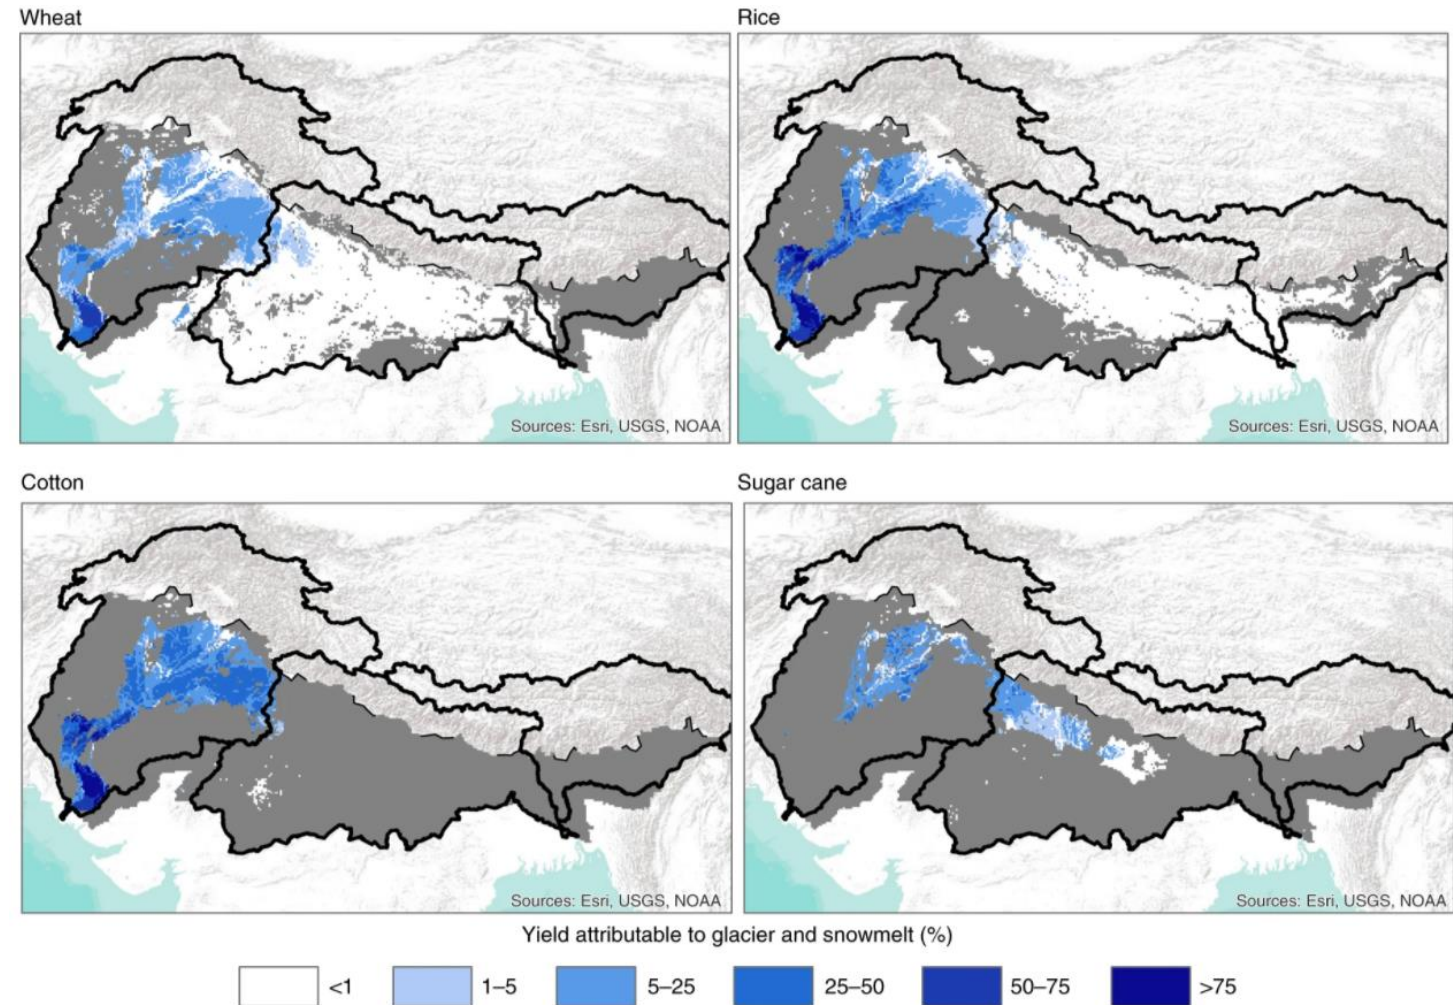 Wheat
Rice
Sources: Esri, USGS, NOAA
Sources: Esri, USGS, NOAA
Cotton
Sugar cane
Sources: Esri, USGS, NOAA
Sources: Esri, USGS, NOAA
Yield attributable to glacier and snowmelt (%)
<1 1–5 5–25 25–50 50–75 >75